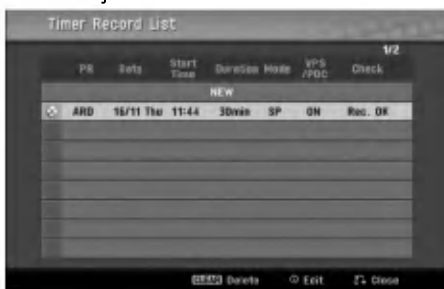 Timer Record List
1/2
PR Date Start Time Duration Mode VPS /PDC Check
NEW
ARD 16/11 Thu 11:44 30min SP ON Rec. OK
CLEAR Delete Edit Close